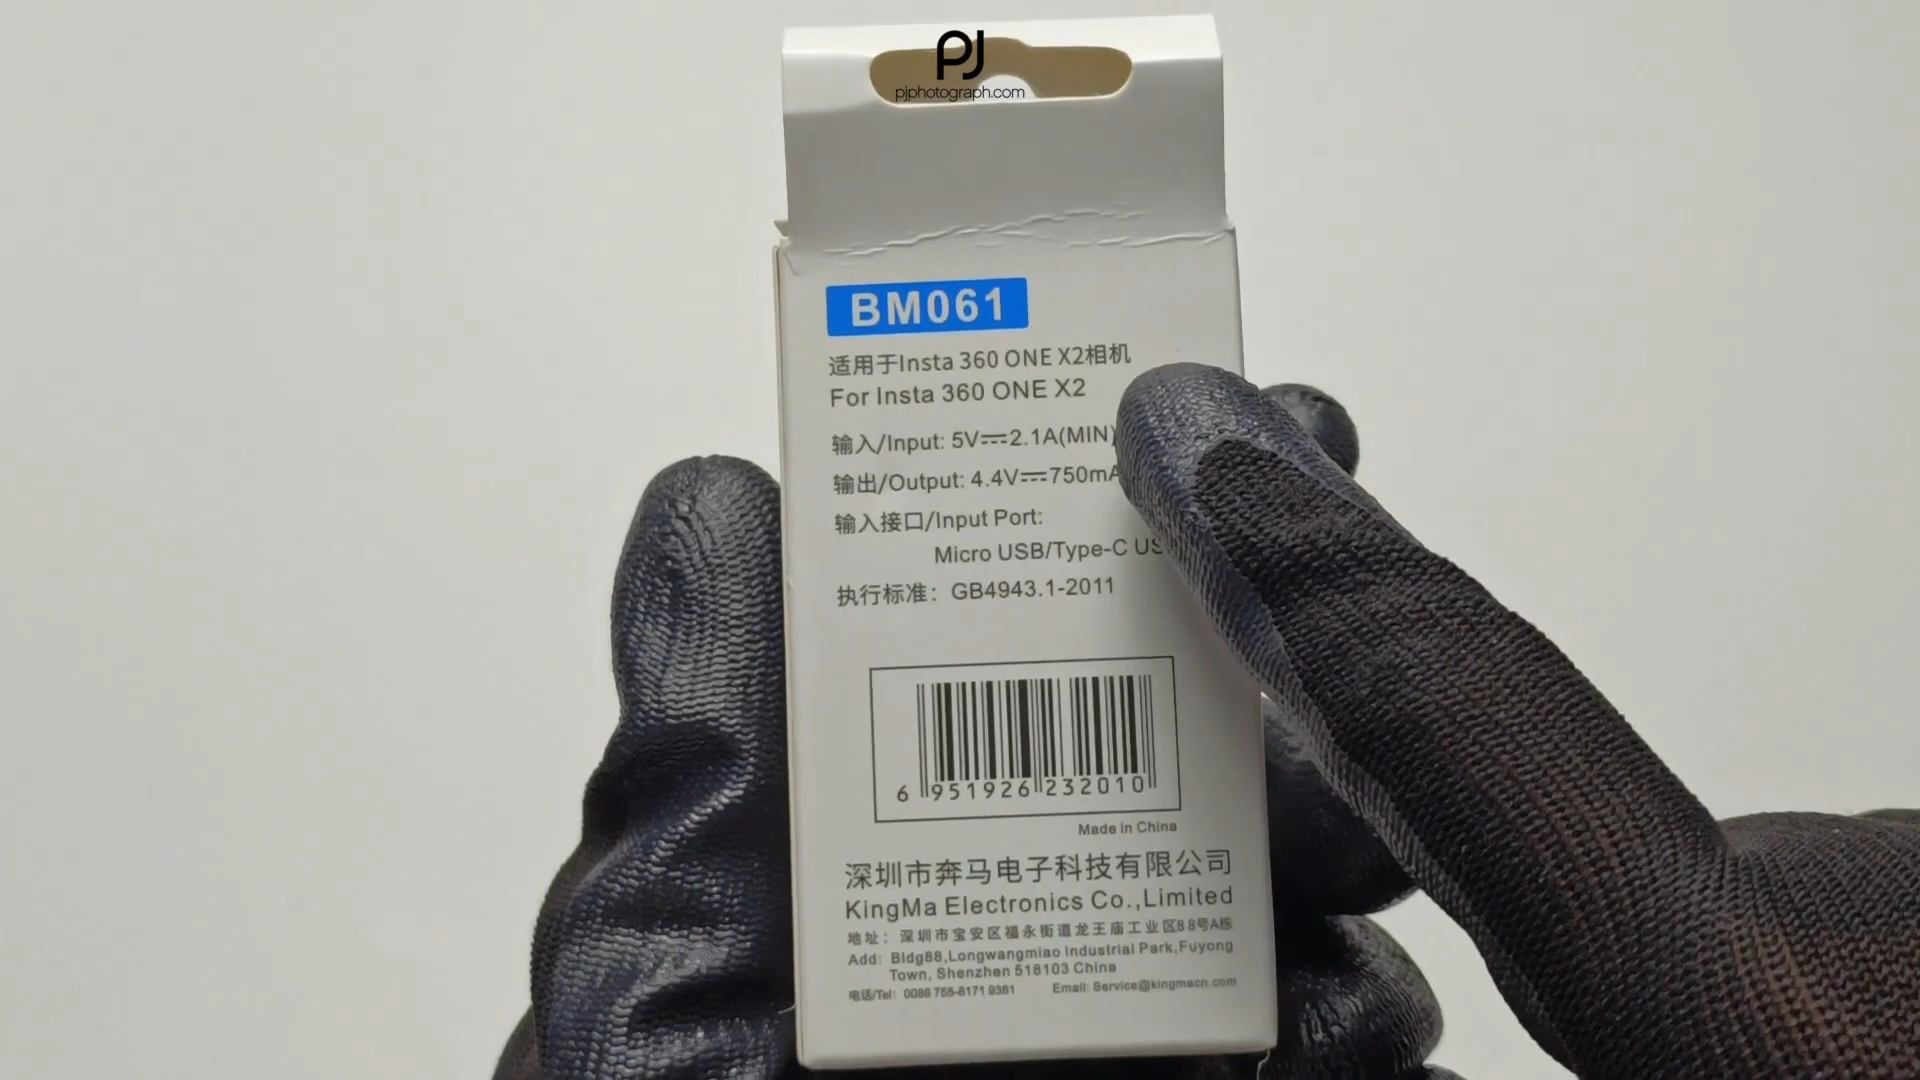 PJ
pjphotograph.com
BM061
适用于Insta 360 ONE X2相机
For Insta 360 ONE X2
输入/Input: 5V⎓2.1A(MIN)
输出/Output: 4.4V⎓750mA
输入接口/Input Port:
Micro USB/Type-C US
执行标准：GB4943.1-2011
6 951926 232010
Made in China
深圳市奔马电子科技有限公司
KingMa Electronics Co.,Limited
地址：深圳市宝安区福永街道龙王庙工业区88号A栋
Add: Bldg88,Longwangmiao Industrial Park,Fuyong
Town, Shenzhen 518103 China
电话/Tel: 0086 755-8171 9361 Email: Service@kingmacn.com